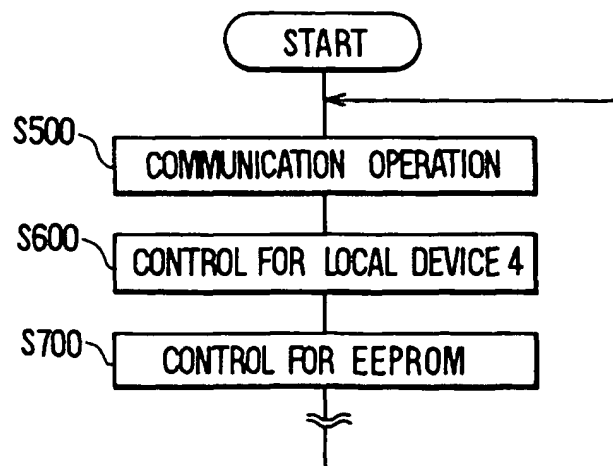 START
S500
COMMUNICATION OPERATION
S600
CONTROL FOR LOCAL DEVICE 4
S700
CONTROL FOR EEPROM